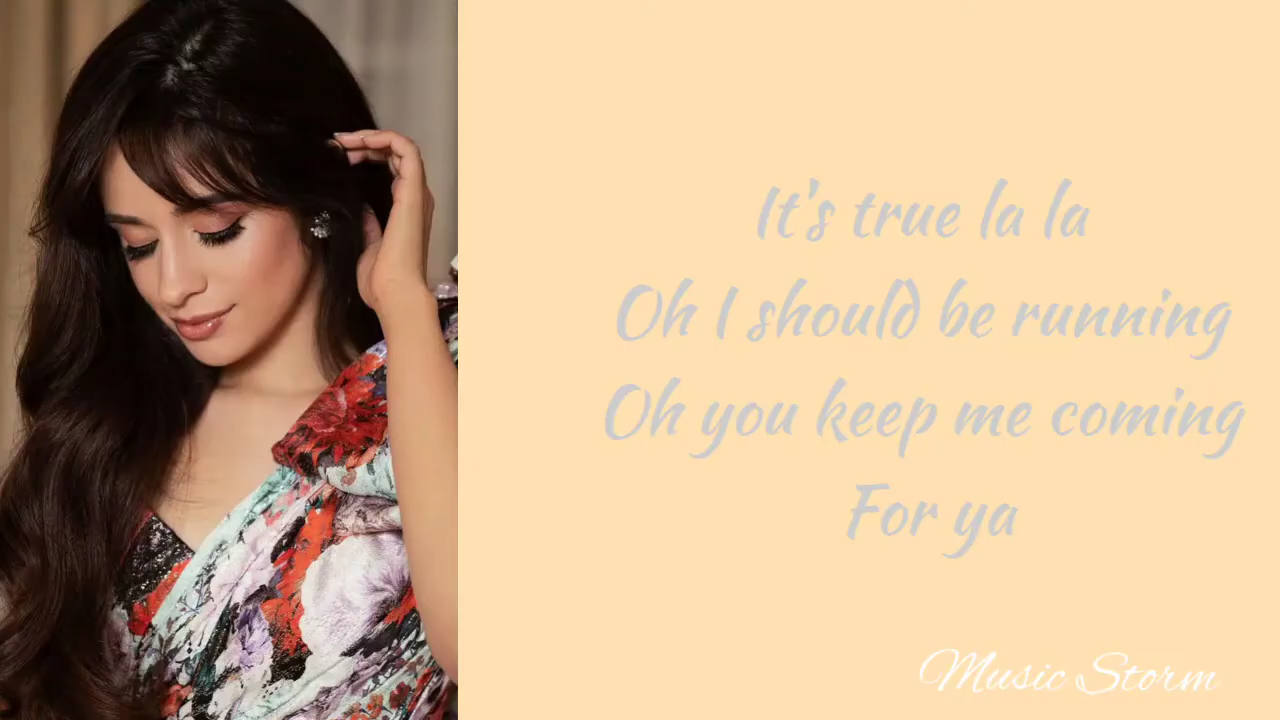 It's true la la
Oh I should be running
Oh you keep me coming
For ya
Music Storm